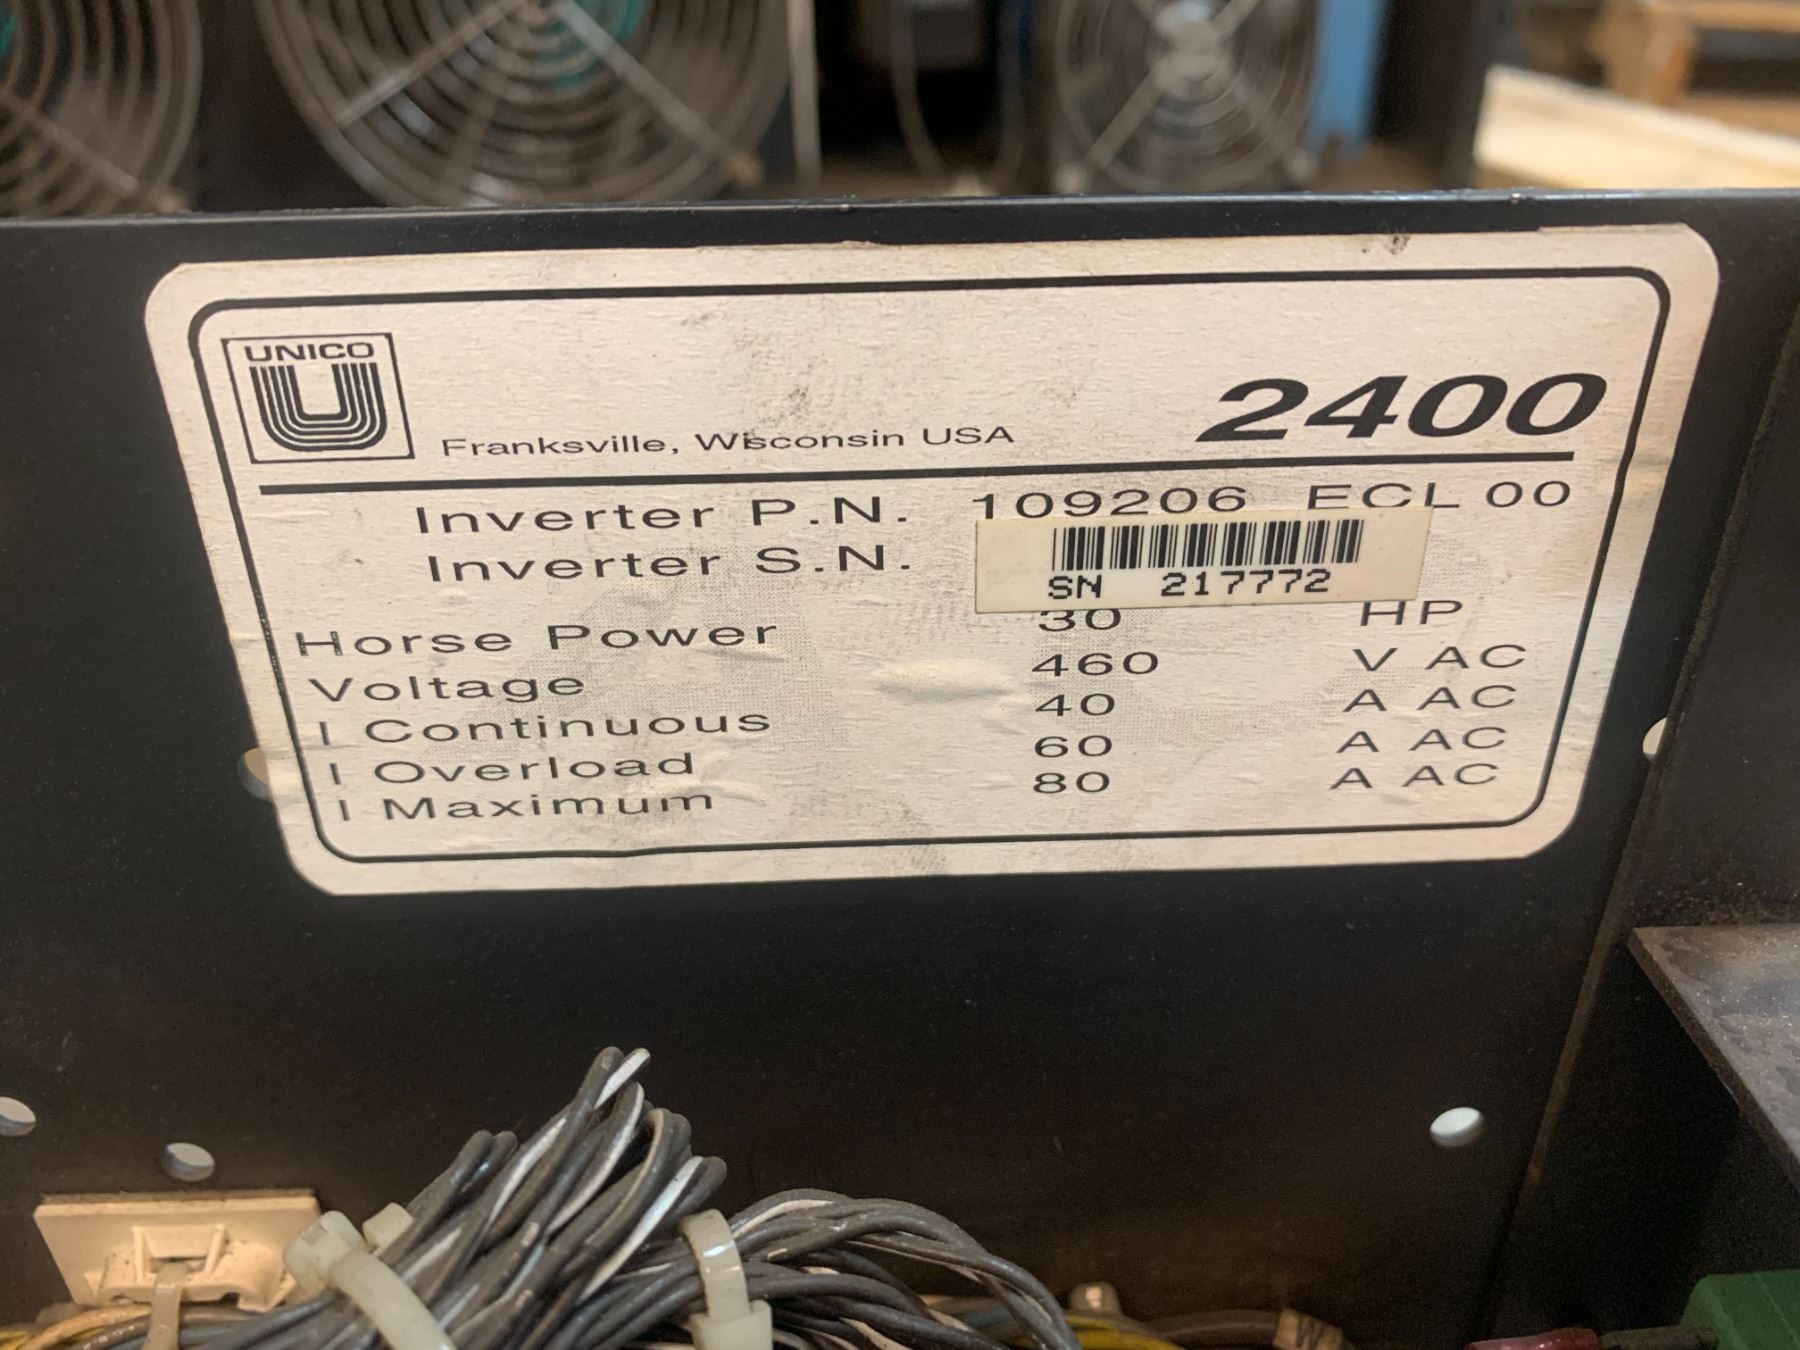 UNICO
U
Franksville, Wisconsin USA
2400
Inverter P.N. 109206 ECL 00
Inverter S.N.
SN 217772
Horse Power 30 HP
Voltage 460 V AC
I Continuous 40 A AC
I Overload 60 A AC
I Maximum 80 A AC